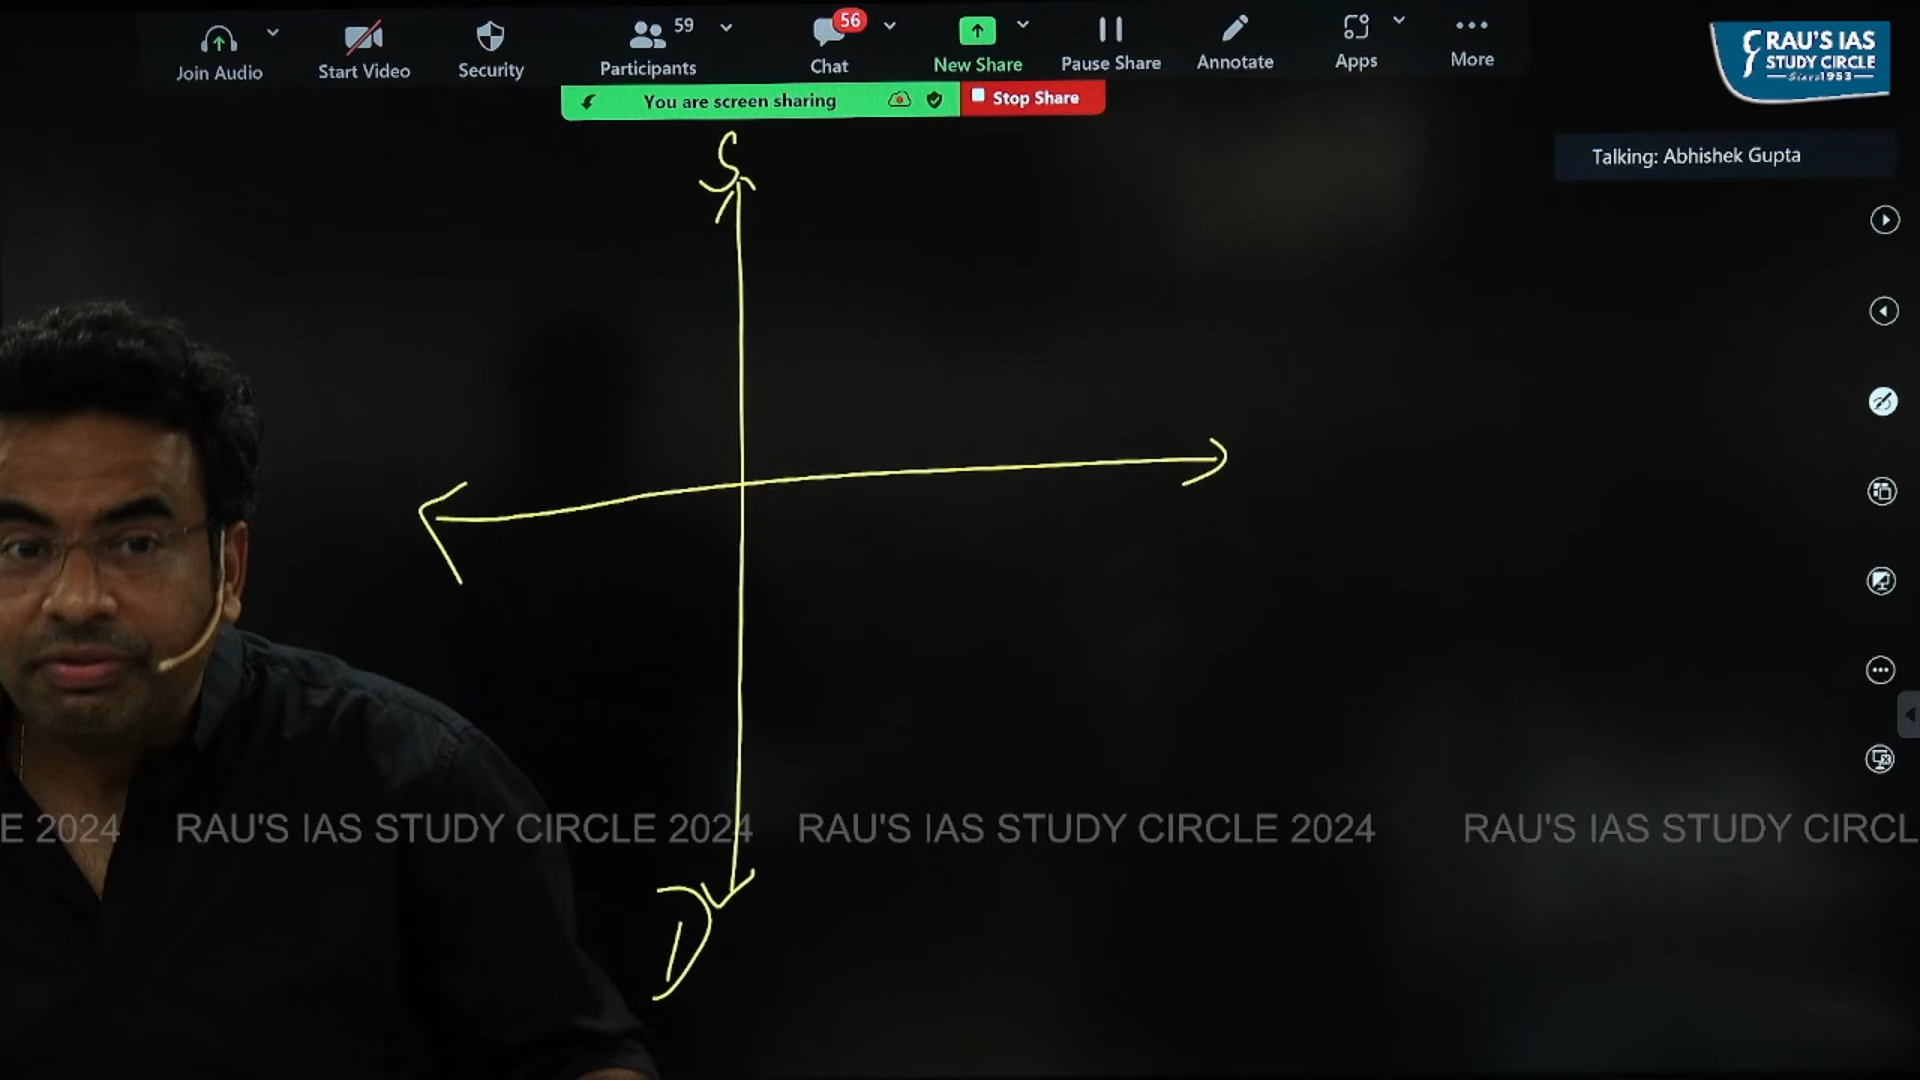 59
56
Join Audio
Start Video
Security
Participants
Chat
New Share
Pause Share
Annotate
Apps
More
You are screen sharing
Stop Share
RAU'S IAS
STUDY CIRCLE
Since 1953
Talking: Abhishek Gupta
S
E 2024 RAU'S IAS STUDY CIRCLE 2024 RAU'S IAS STUDY CIRCLE 2024 RAU'S IAS STUDY CIRCL
D